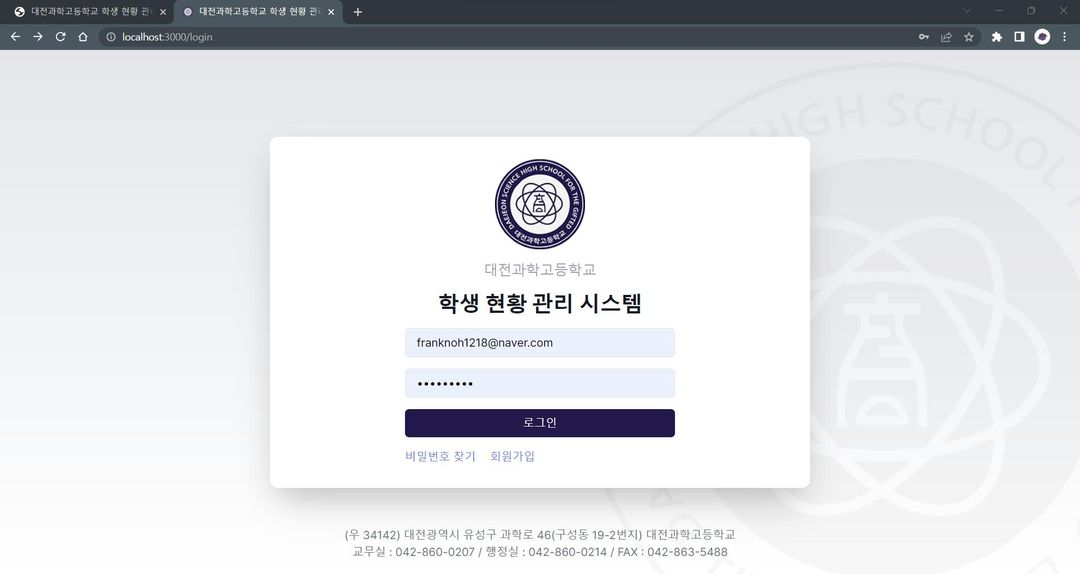 대전과학고등학교 학생 현황 관리
대전과학고등학교 학생 현황 관리
localhost:3000/login
HIGH SCHOOL FO
DAEJEON SCIENCE HIGH SCHOOL FOR THE GIFTED
대전과학고등학교
대전과학고등학교
학생 현황 관리 시스템
franknoh1218@naver.com
•••••••••
로그인
비밀번호 찾기 회원가입
(우 34142) 대전광역시 유성구 과학로 46(구성동 19-2번지) 대전과학고등학교
교무실 : 042-860-0207 / 행정실 : 042-860-0214 / FAX : 042-863-5488